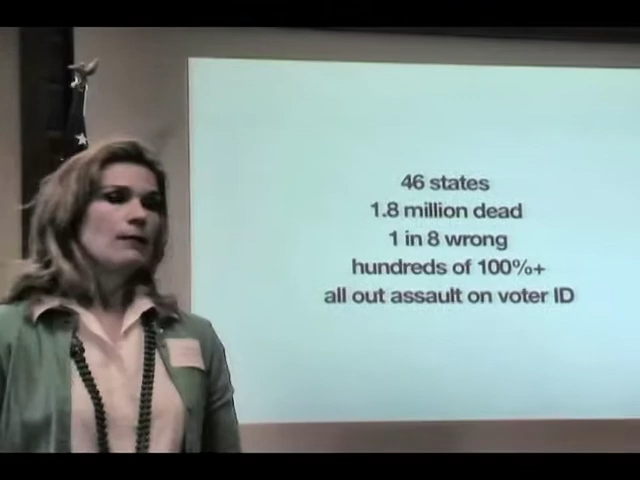 46 states
1.8 million dead
1 in 8 wrong
hundreds of 100%+
all out assault on voter ID